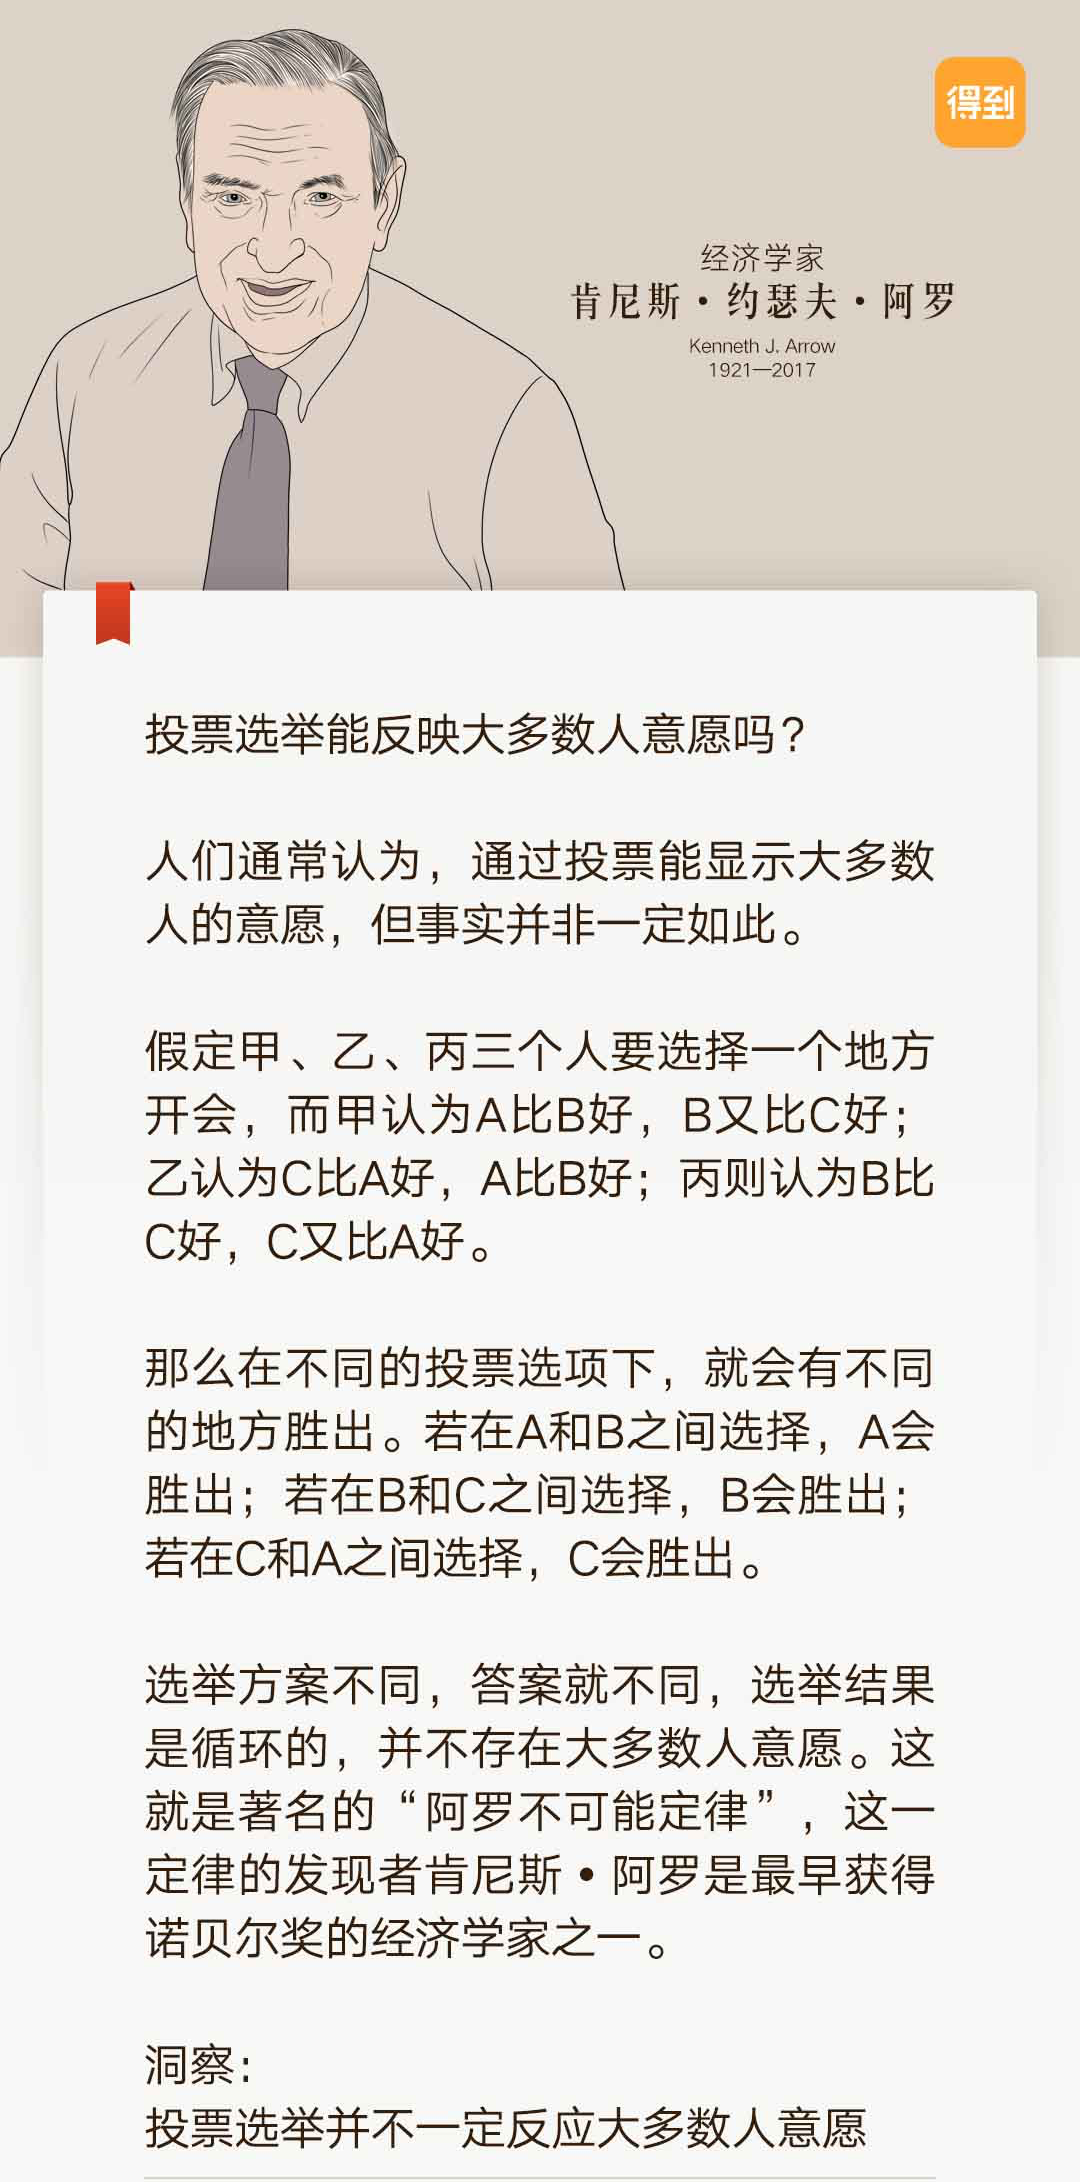 得到
经济学家
肯尼斯·约瑟夫·阿罗
Kenneth J. Arrow
1921—2017
投票选举能反映大多数人意愿吗？
人们通常认为，通过投票能显示大多数
人的意愿，但事实并非一定如此。
假定甲、乙、丙三个人要选择一个地方
开会，而甲认为A比B好，B又比C好；
乙认为C比A好，A比B好；丙则认为B比
C好，C又比A好。
那么在不同的投票选项下，就会有不同
的地方胜出。若在A和B之间选择，A会
胜出；若在B和C之间选择，B会胜出；
若在C和A之间选择，C会胜出。
选举方案不同，答案就不同，选举结果
是循环的，并不存在大多数人意愿。这
就是著名的“阿罗不可能定律”，这一
定律的发现者肯尼斯•阿罗是最早获得
诺贝尔奖的经济学家之一。
洞察：
投票选举并不一定反应大多数人意愿